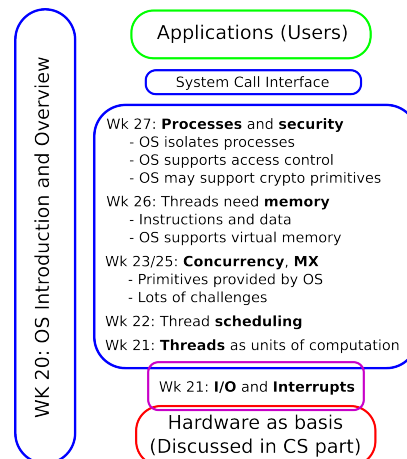 WK 20: OS Introduction and Overview
Applications (Users)
System Call Interface
Wk 27: Processes and security
- OS isolates processes
- OS supports access control
- OS may support crypto primitives
Wk 26: Threads need memory
- Instructions and data
- OS supports virtual memory
Wk 23/25: Concurrency, MX
- Primitives provided by OS
- Lots of challenges
Wk 22: Thread scheduling
Wk 21: Threads as units of computation
Wk 21: I/O and Interrupts
Hardware as basis
(Discussed in CS part)